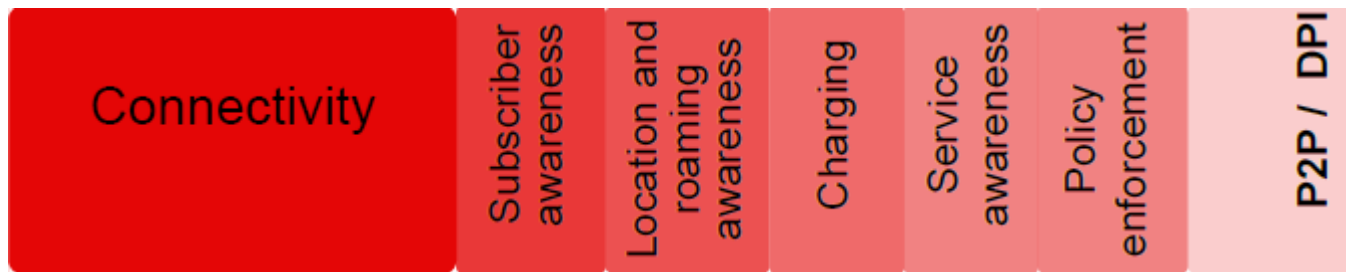 Connectivity
Subscriber
awareness
Location and
roaming
awareness
Charging
Service
awareness
Policy
enforcement
P2P / DPI